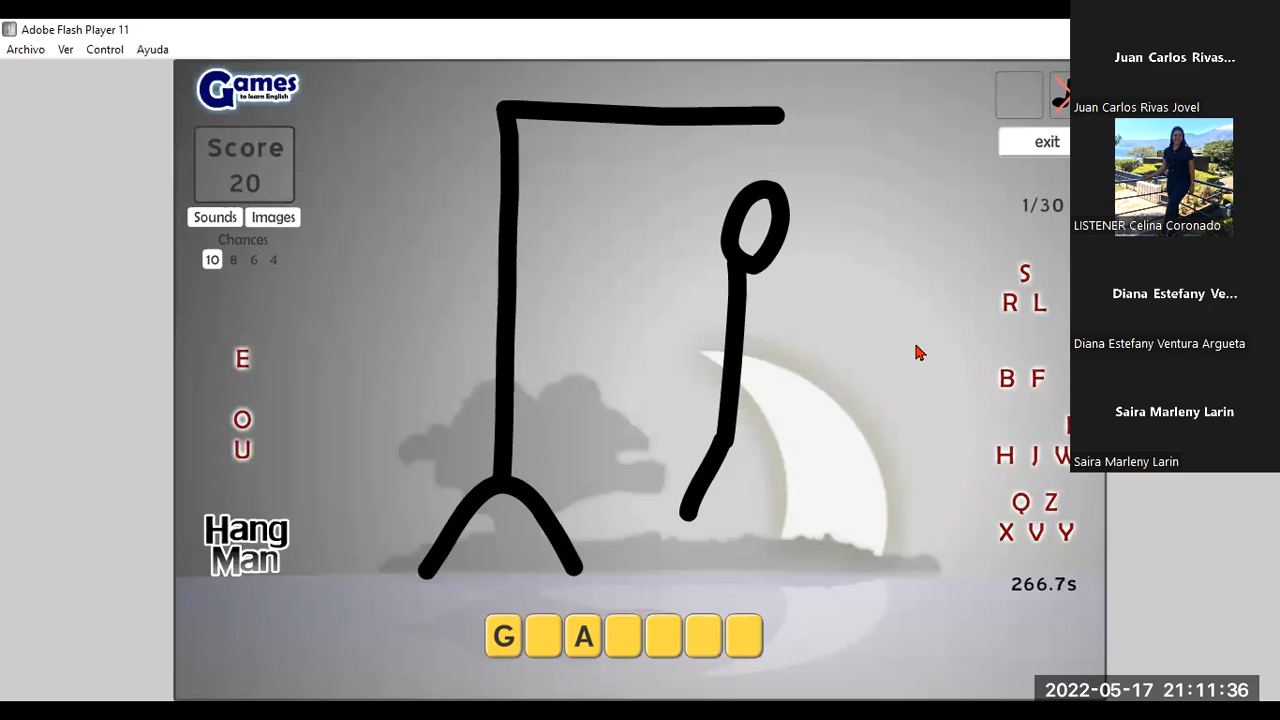 Adobe Flash Player 11
Archivo Ver Control Ayuda
Games
to learn English
Score
20
Sounds Images
Chances
10 8 6 4
E
O
U
Hang
Man
G A
exit
1/30
S
R L
B F
H J W
Q Z
X V Y
266.7s
Juan Carlos Rivas...
Juan Carlos Rivas Jovel
LISTENER Celina Coronado
Diana Estefany Ve...
Diana Estefany Ventura Argueta
Saira Marleny Larin
Saira Marleny Larin
2022-05-17 21:11:36